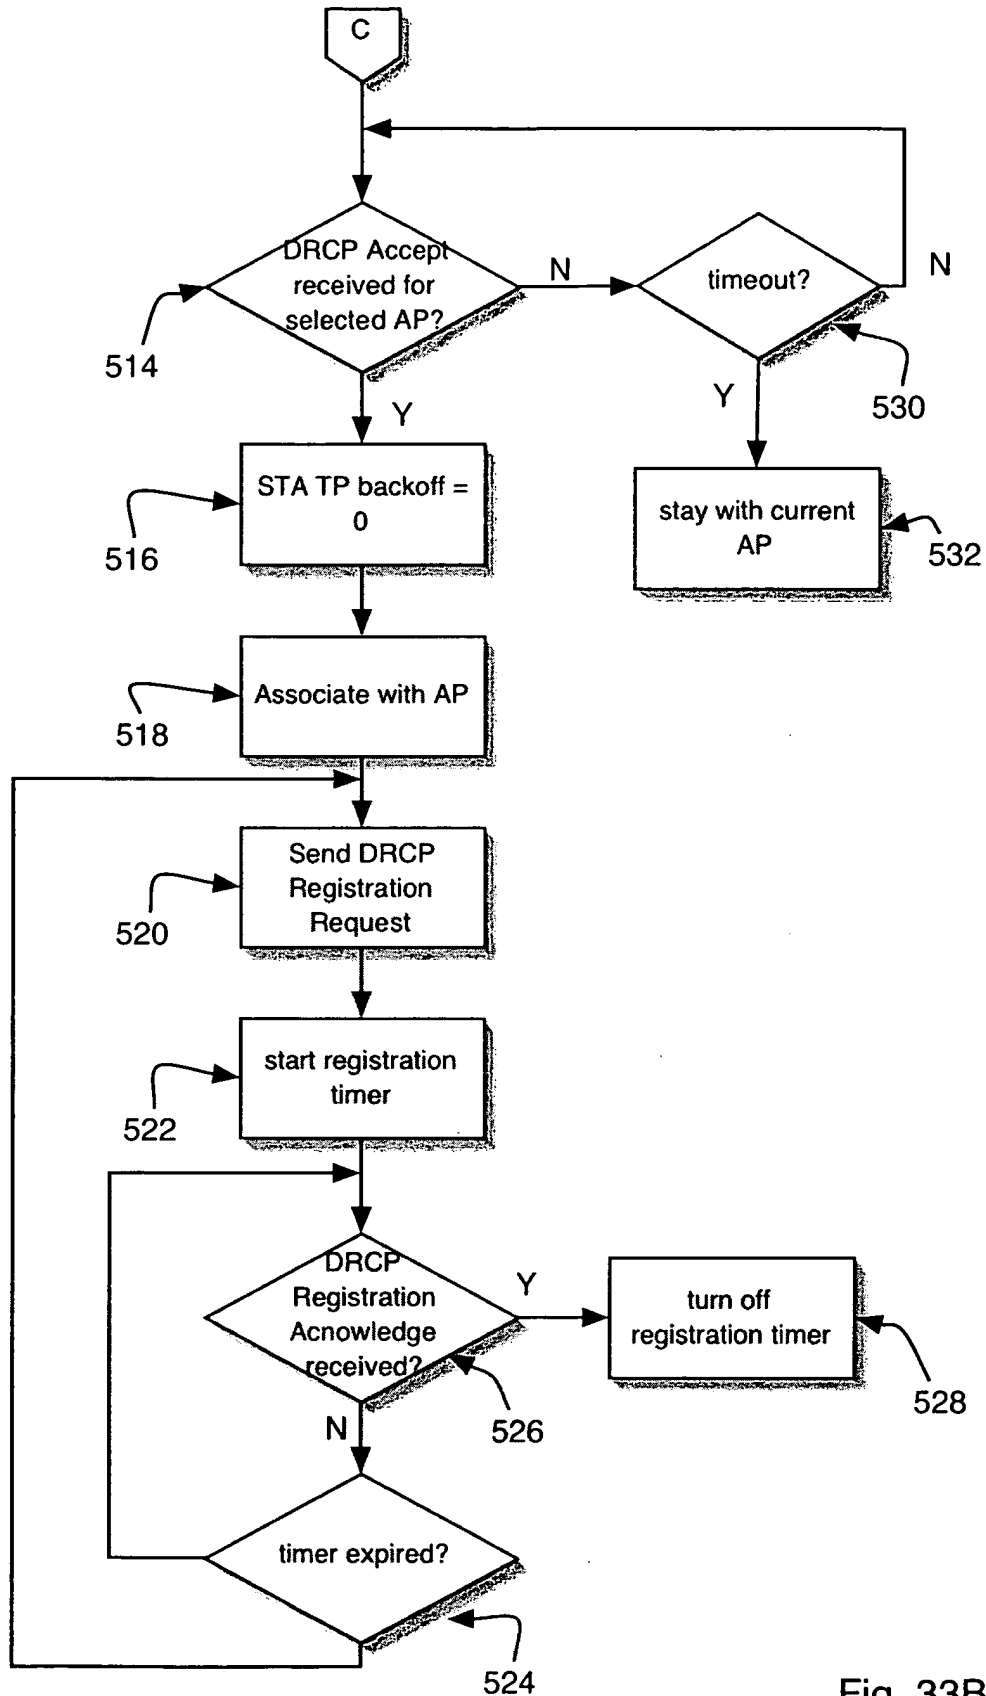 C
DRCP Accept
received for
selected AP?
N
timeout?
N
514
530
Y
Y
STA TP backoff =
0
516
stay with current
AP
532
Associate with AP
518
Send DRCP
Registration
Request
520
start registration
timer
522
DRCP
Registration
Acnowledge
received?
Y
turn off
registration timer
528
526
N
timer expired?
524
Fig. 33B